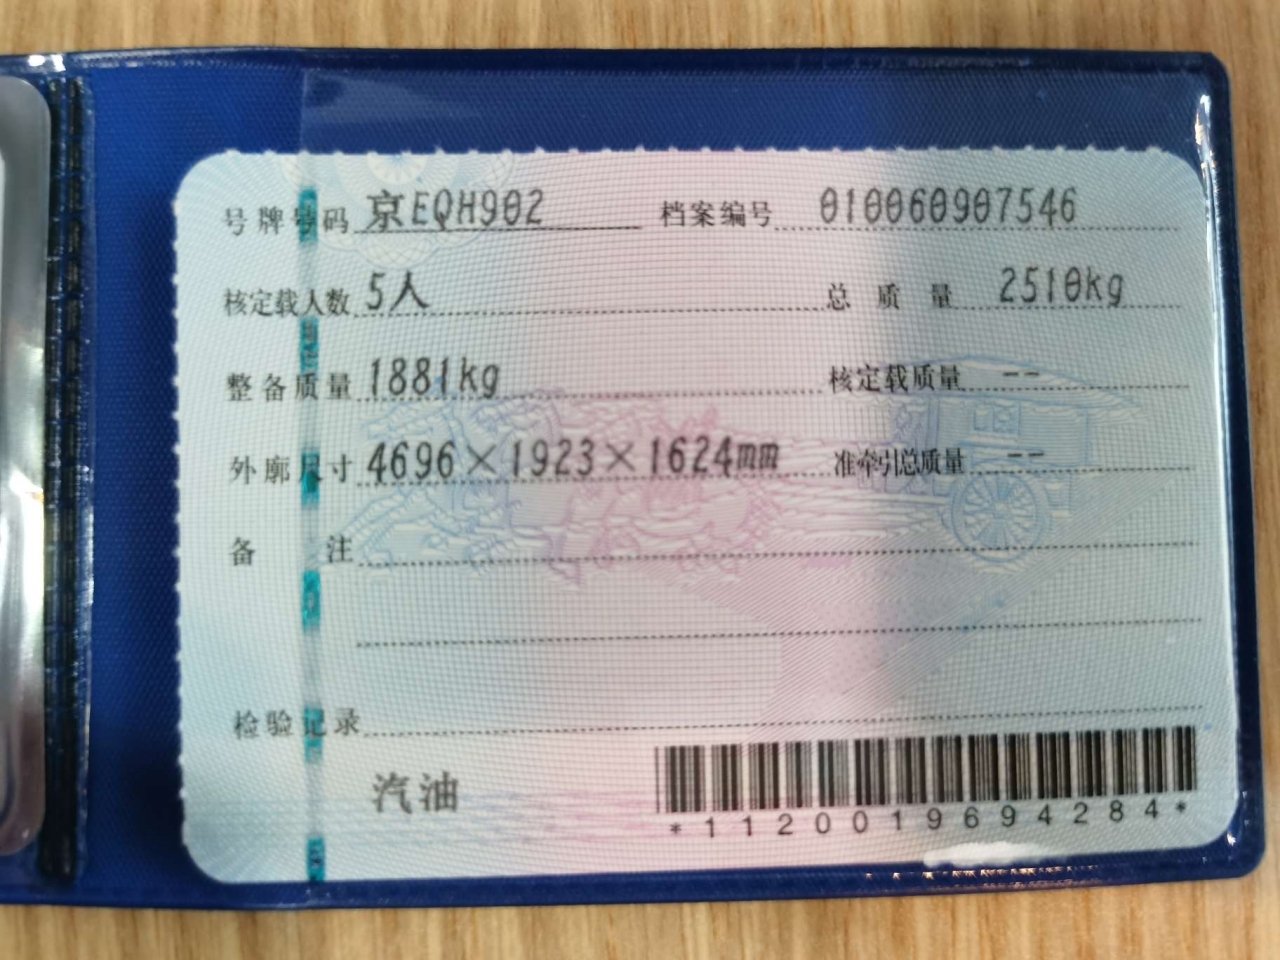 号牌号码 京EQH902 档案编号 010060907546
核定载人数 5人 总质量 2510kg
整备质量 1881kg 核定载质量 --
外廓尺寸 4696×1923×1624mm 准牵引总质量 --
备注
检验记录
汽油
*1120019694284*